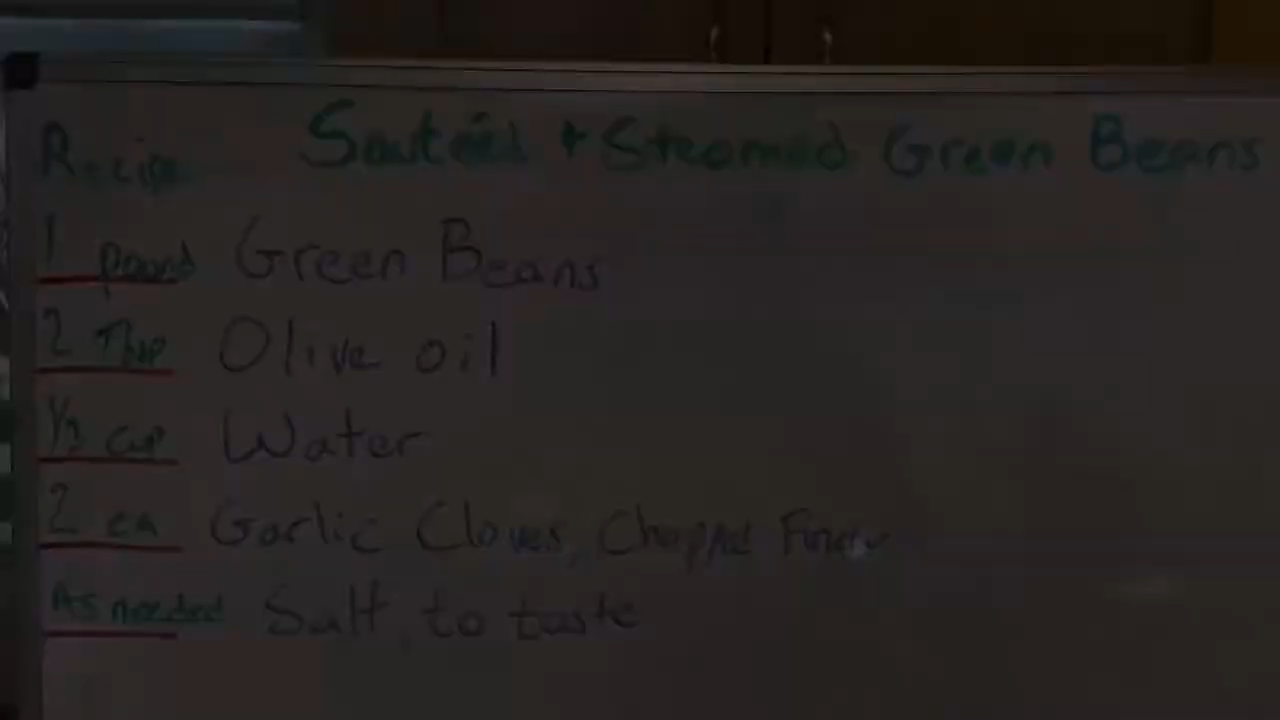 Recipe Sauteéd + Steamed Green Beans
1 pound Green Beans
2 Tbsp Olive oil
1/3 cup Water
2 ea Garlic Cloves, Chopped Finely
As needed Salt, to taste